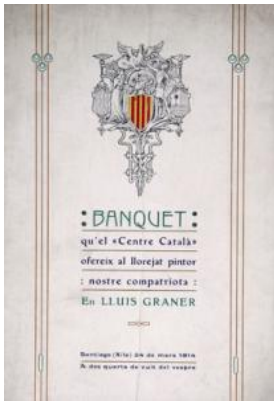 : BANQUET :
qu'el «Centre Català»
ofereix al llorejat pintor
: nostre compatriota :
En LLUIS GRANER
Santiago (Xile) 24 de mars 1914
A dos quarts de vuit del vespre